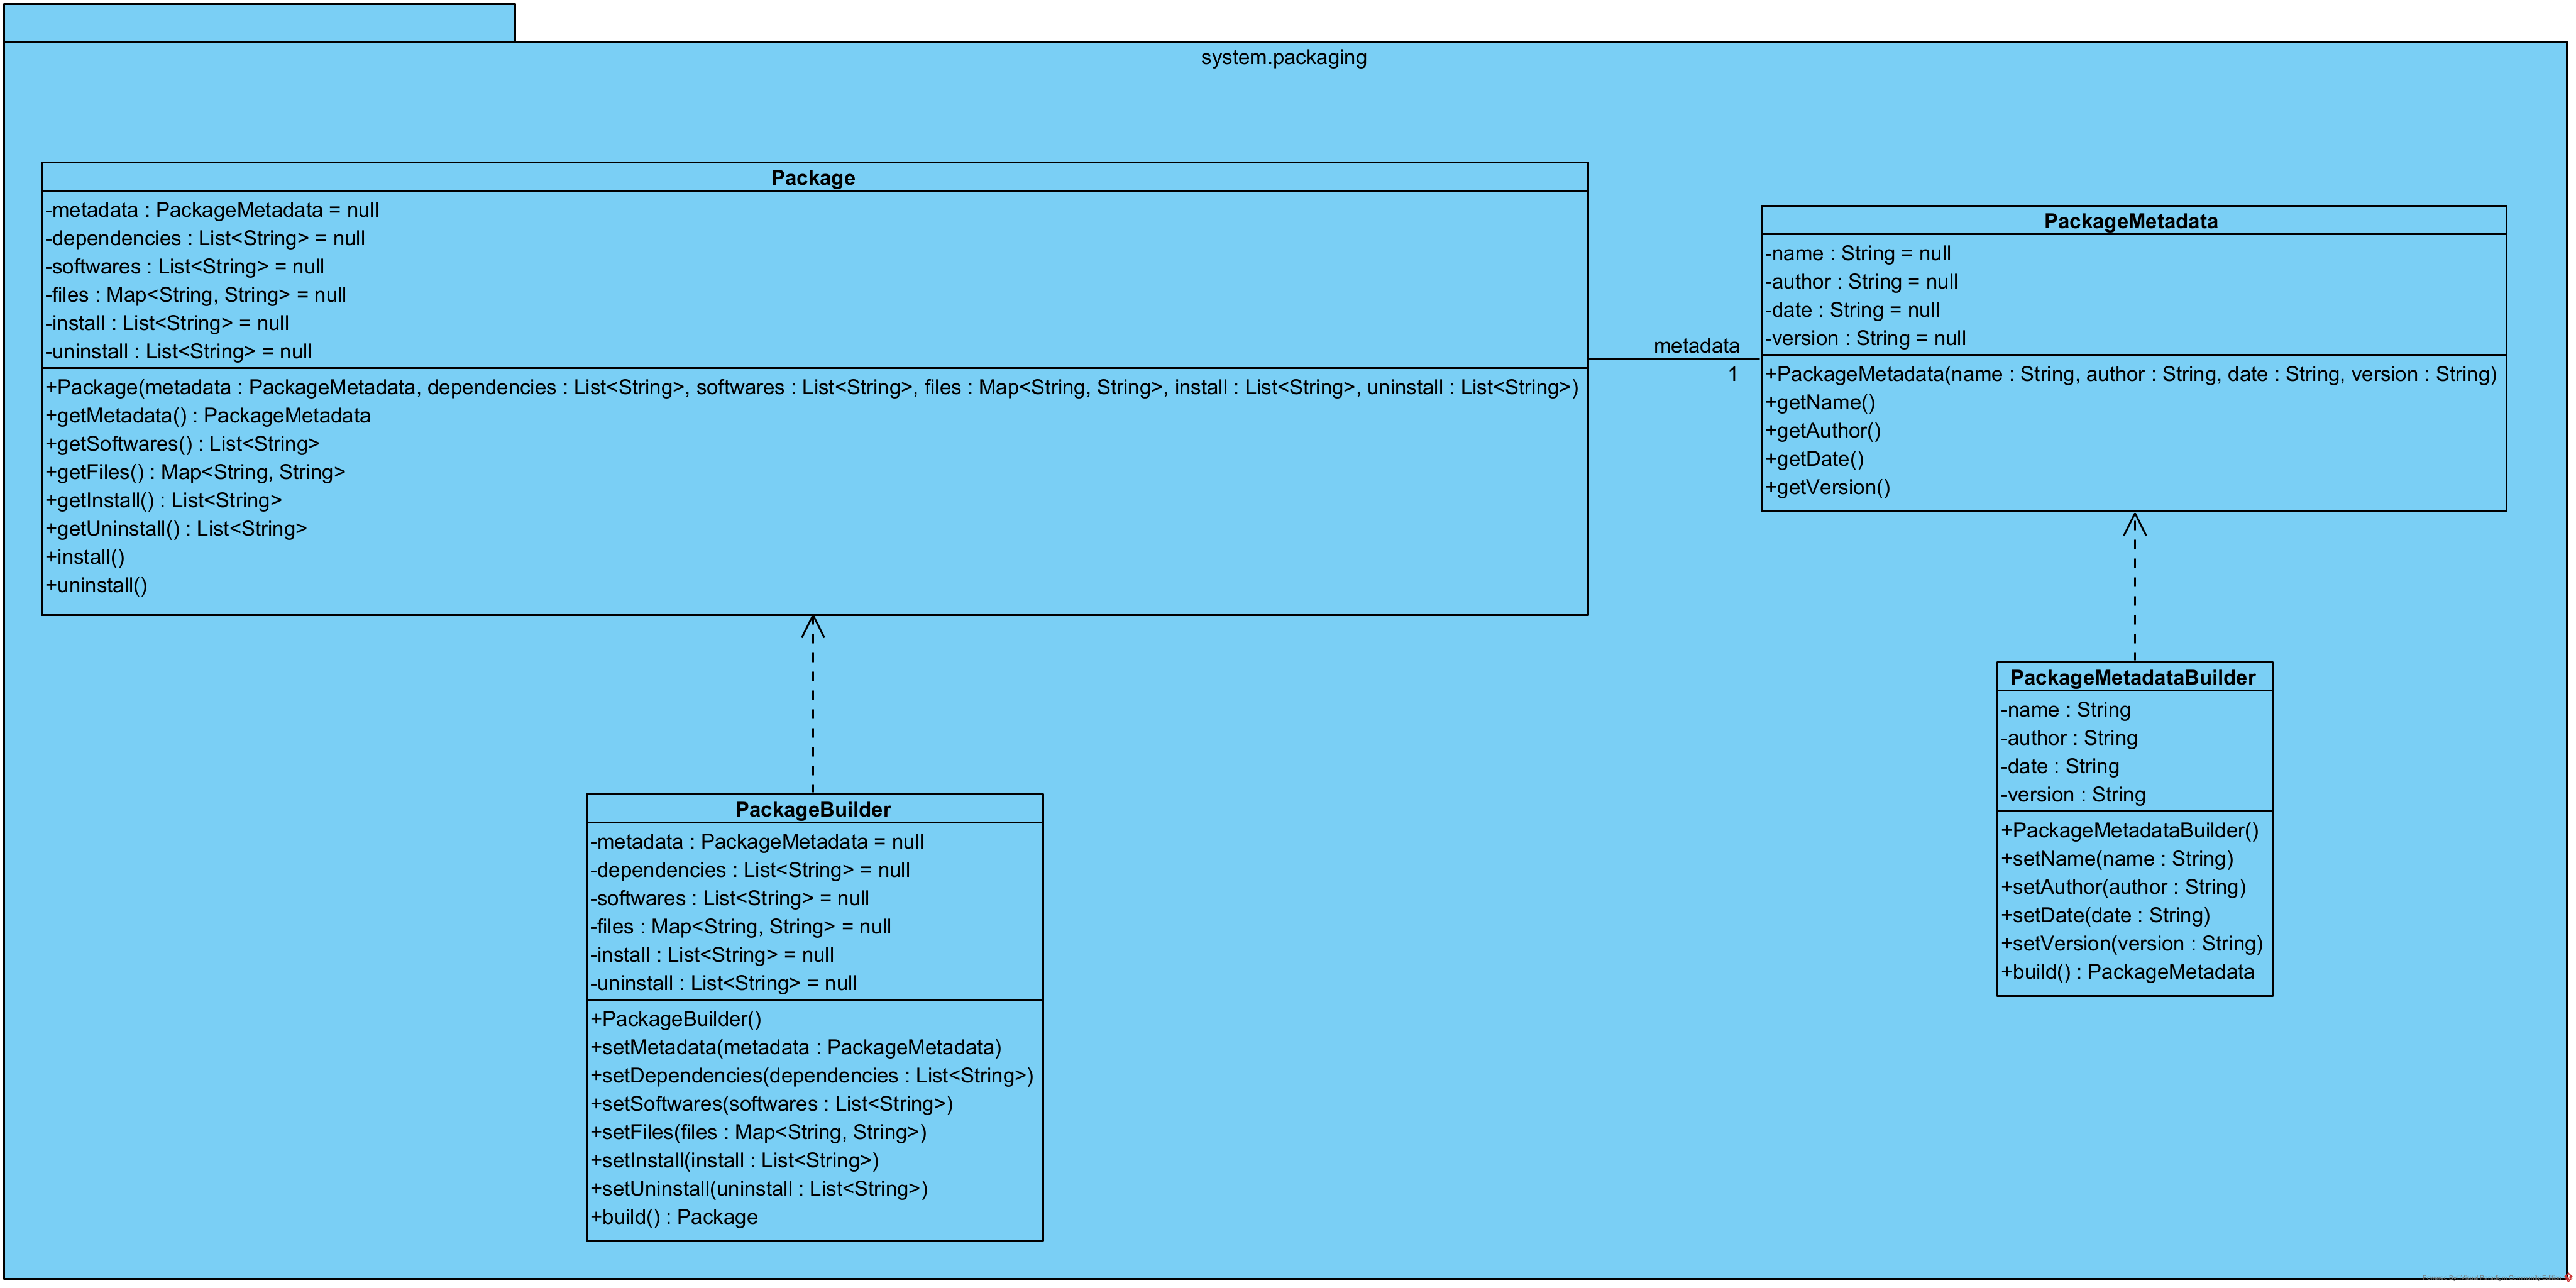 system.packaging
Package
-metadata : PackageMetadata = null
-dependencies : List<String> = null
-softwares : List<String> = null
-files : Map<String, String> = null
-install : List<String> = null
-uninstall : List<String> = null
+Package(metadata : PackageMetadata, dependencies : List<String>, softwares : List<String>, files : Map<String, String>, install : List<String>, uninstall : List<String>)
+getMetadata() : PackageMetadata
+getSoftwares() : List<String>
+getFiles() : Map<String, String>
+getInstall() : List<String>
+getUninstall() : List<String>
+install()
+uninstall()
metadata
1
PackageMetadata
-name : String = null
-author : String = null
-date : String = null
-version : String = null
+PackageMetadata(name : String, author : String, date : String, version : String)
+getName()
+getAuthor()
+getDate()
+getVersion()
PackageBuilder
-metadata : PackageMetadata = null
-dependencies : List<String> = null
-softwares : List<String> = null
-files : Map<String, String> = null
-install : List<String> = null
-uninstall : List<String> = null
+PackageBuilder()
+setMetadata(metadata : PackageMetadata)
+setDependencies(dependencies : List<String>)
+setSoftwares(softwares : List<String>)
+setFiles(files : Map<String, String>)
+setInstall(install : List<String>)
+setUninstall(uninstall : List<String>)
+build() : Package
PackageMetadataBuilder
-name : String
-author : String
-date : String
-version : String
+PackageMetadataBuilder()
+setName(name : String)
+setAuthor(author : String)
+setDate(date : String)
+setVersion(version : String)
+build() : PackageMetadata